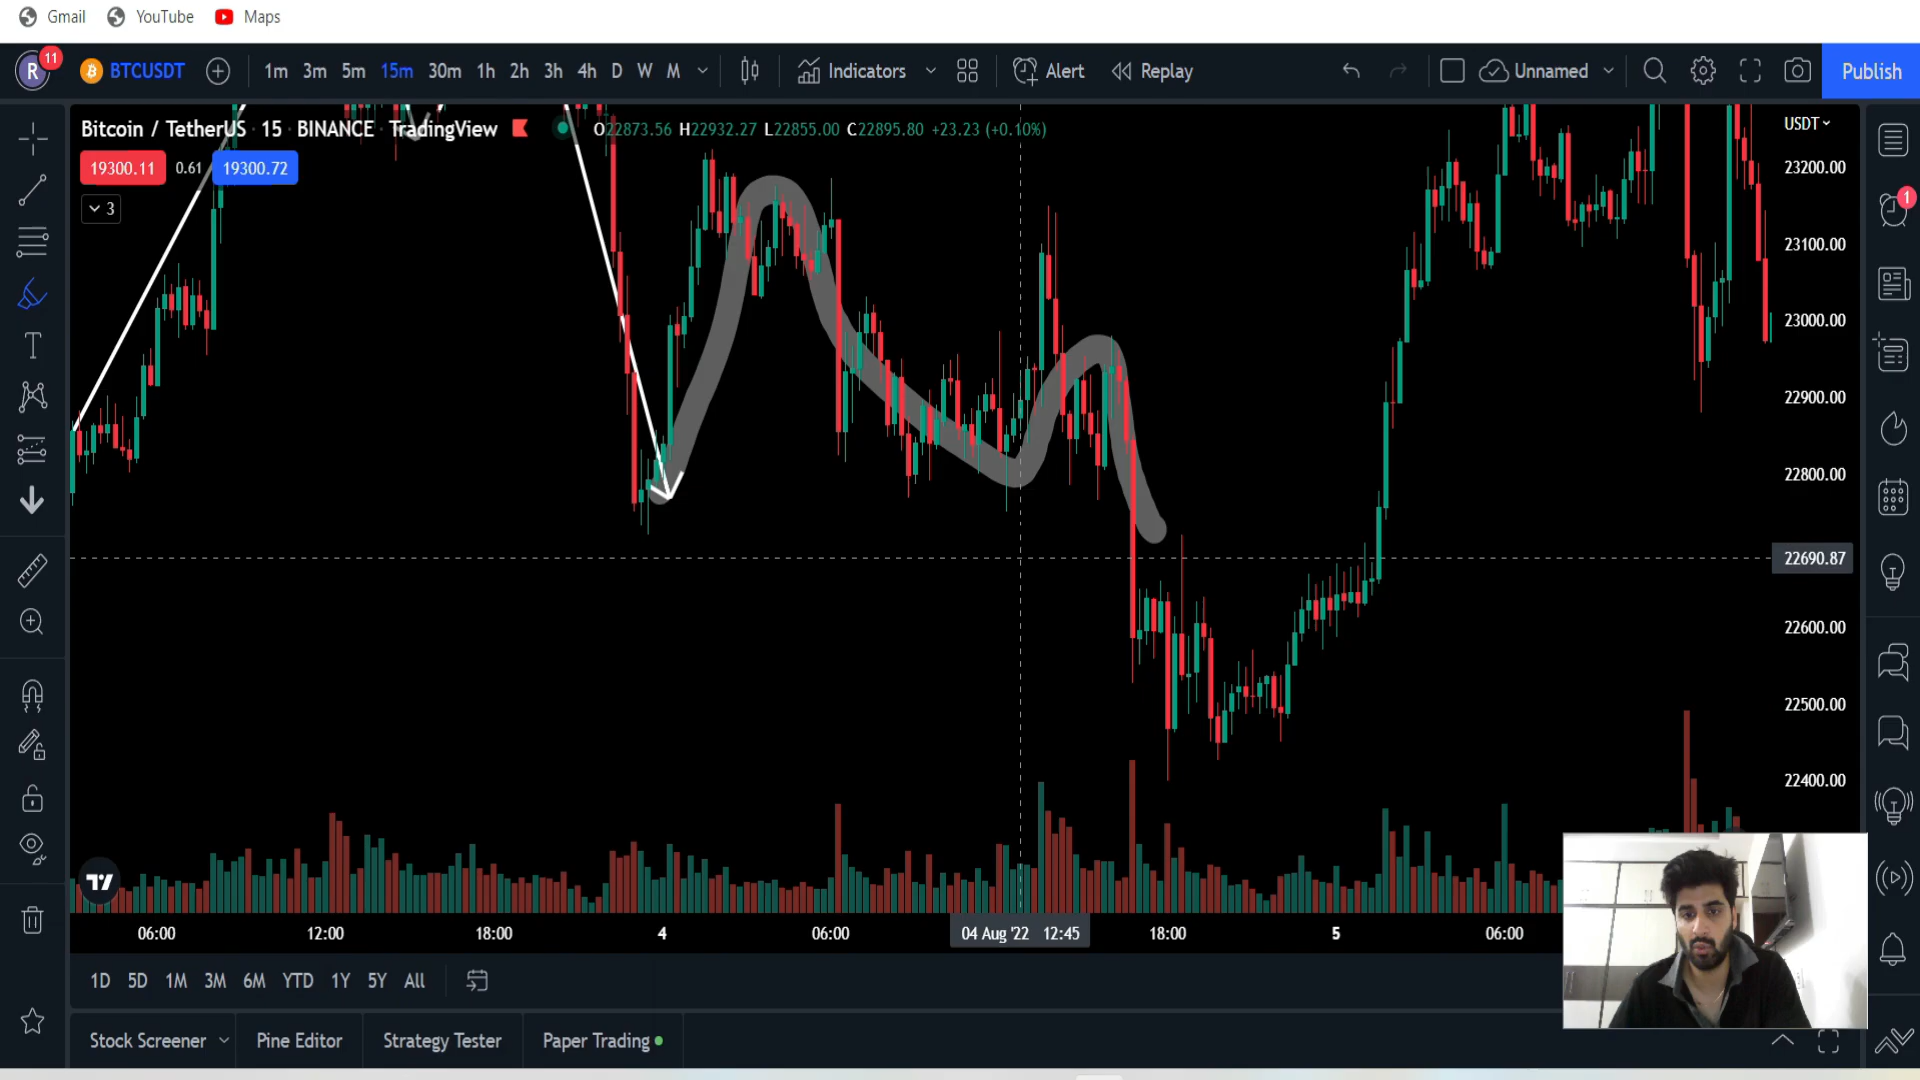 Gmail YouTube Maps
R 11 BTCUSDT 1m 3m 5m 15m 30m 1h 2h 3h 4h D W M Indicators Alert Replay Unnamed Publish
Bitcoin / TetherUS · 15 · BINANCE · TradingView O22873.56 H22932.27 L22855.00 C22895.80 +23.23 (+0.10%)
USDT
19300.11 0.61 19300.72
3
1
23200.00
23100.00
23000.00
22900.00
22800.00
22690.87
22600.00
22500.00
22400.00
06:00 12:00 18:00 4 06:00 04 Aug '22 12:45 18:00 5 06:00
1D 5D 1M 3M 6M YTD 1Y 5Y All
Stock Screener Pine Editor Strategy Tester Paper Trading